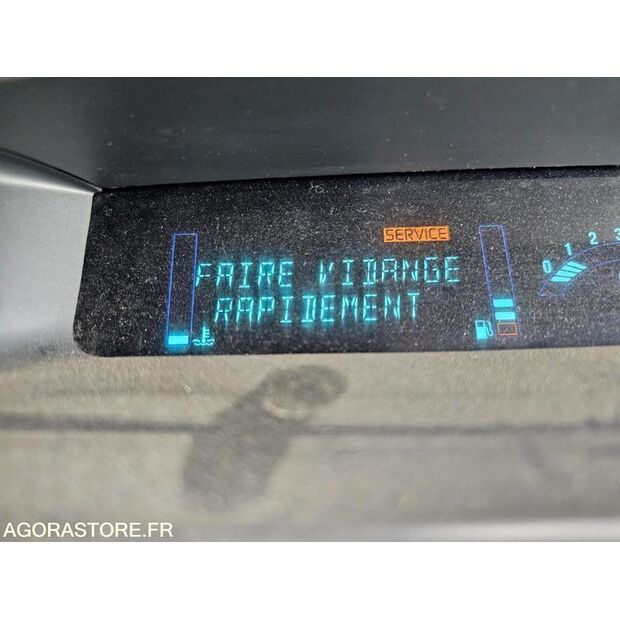 SERVICE
FAIRE VIDANGE
RAPIDEMENT
0 1 2 3
AGORASTORE.FR